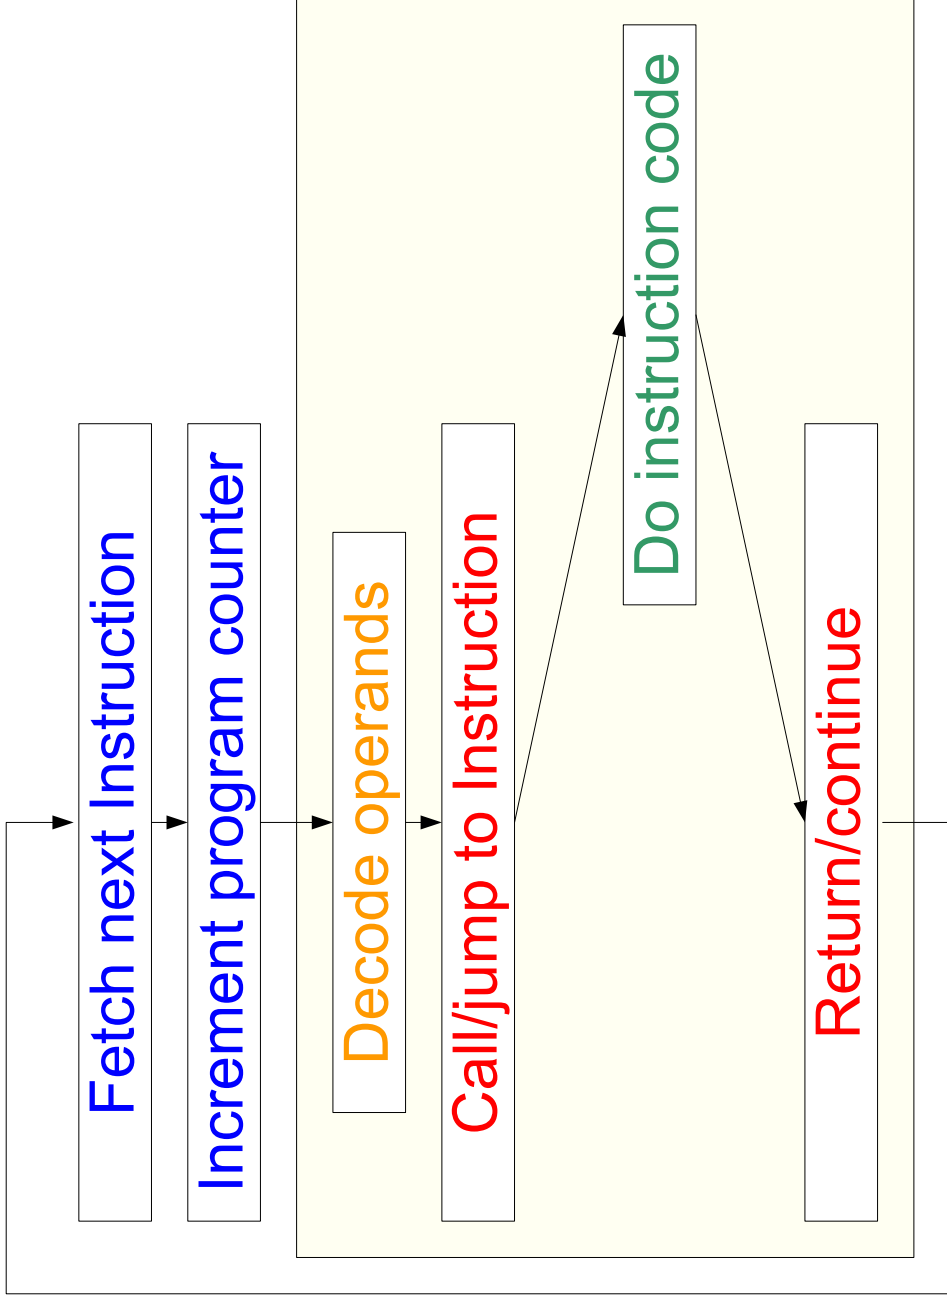 Fetch next Instruction
Increment program counter
Decode operands
Call/jump to Instruction
Do instruction code
Return/continue